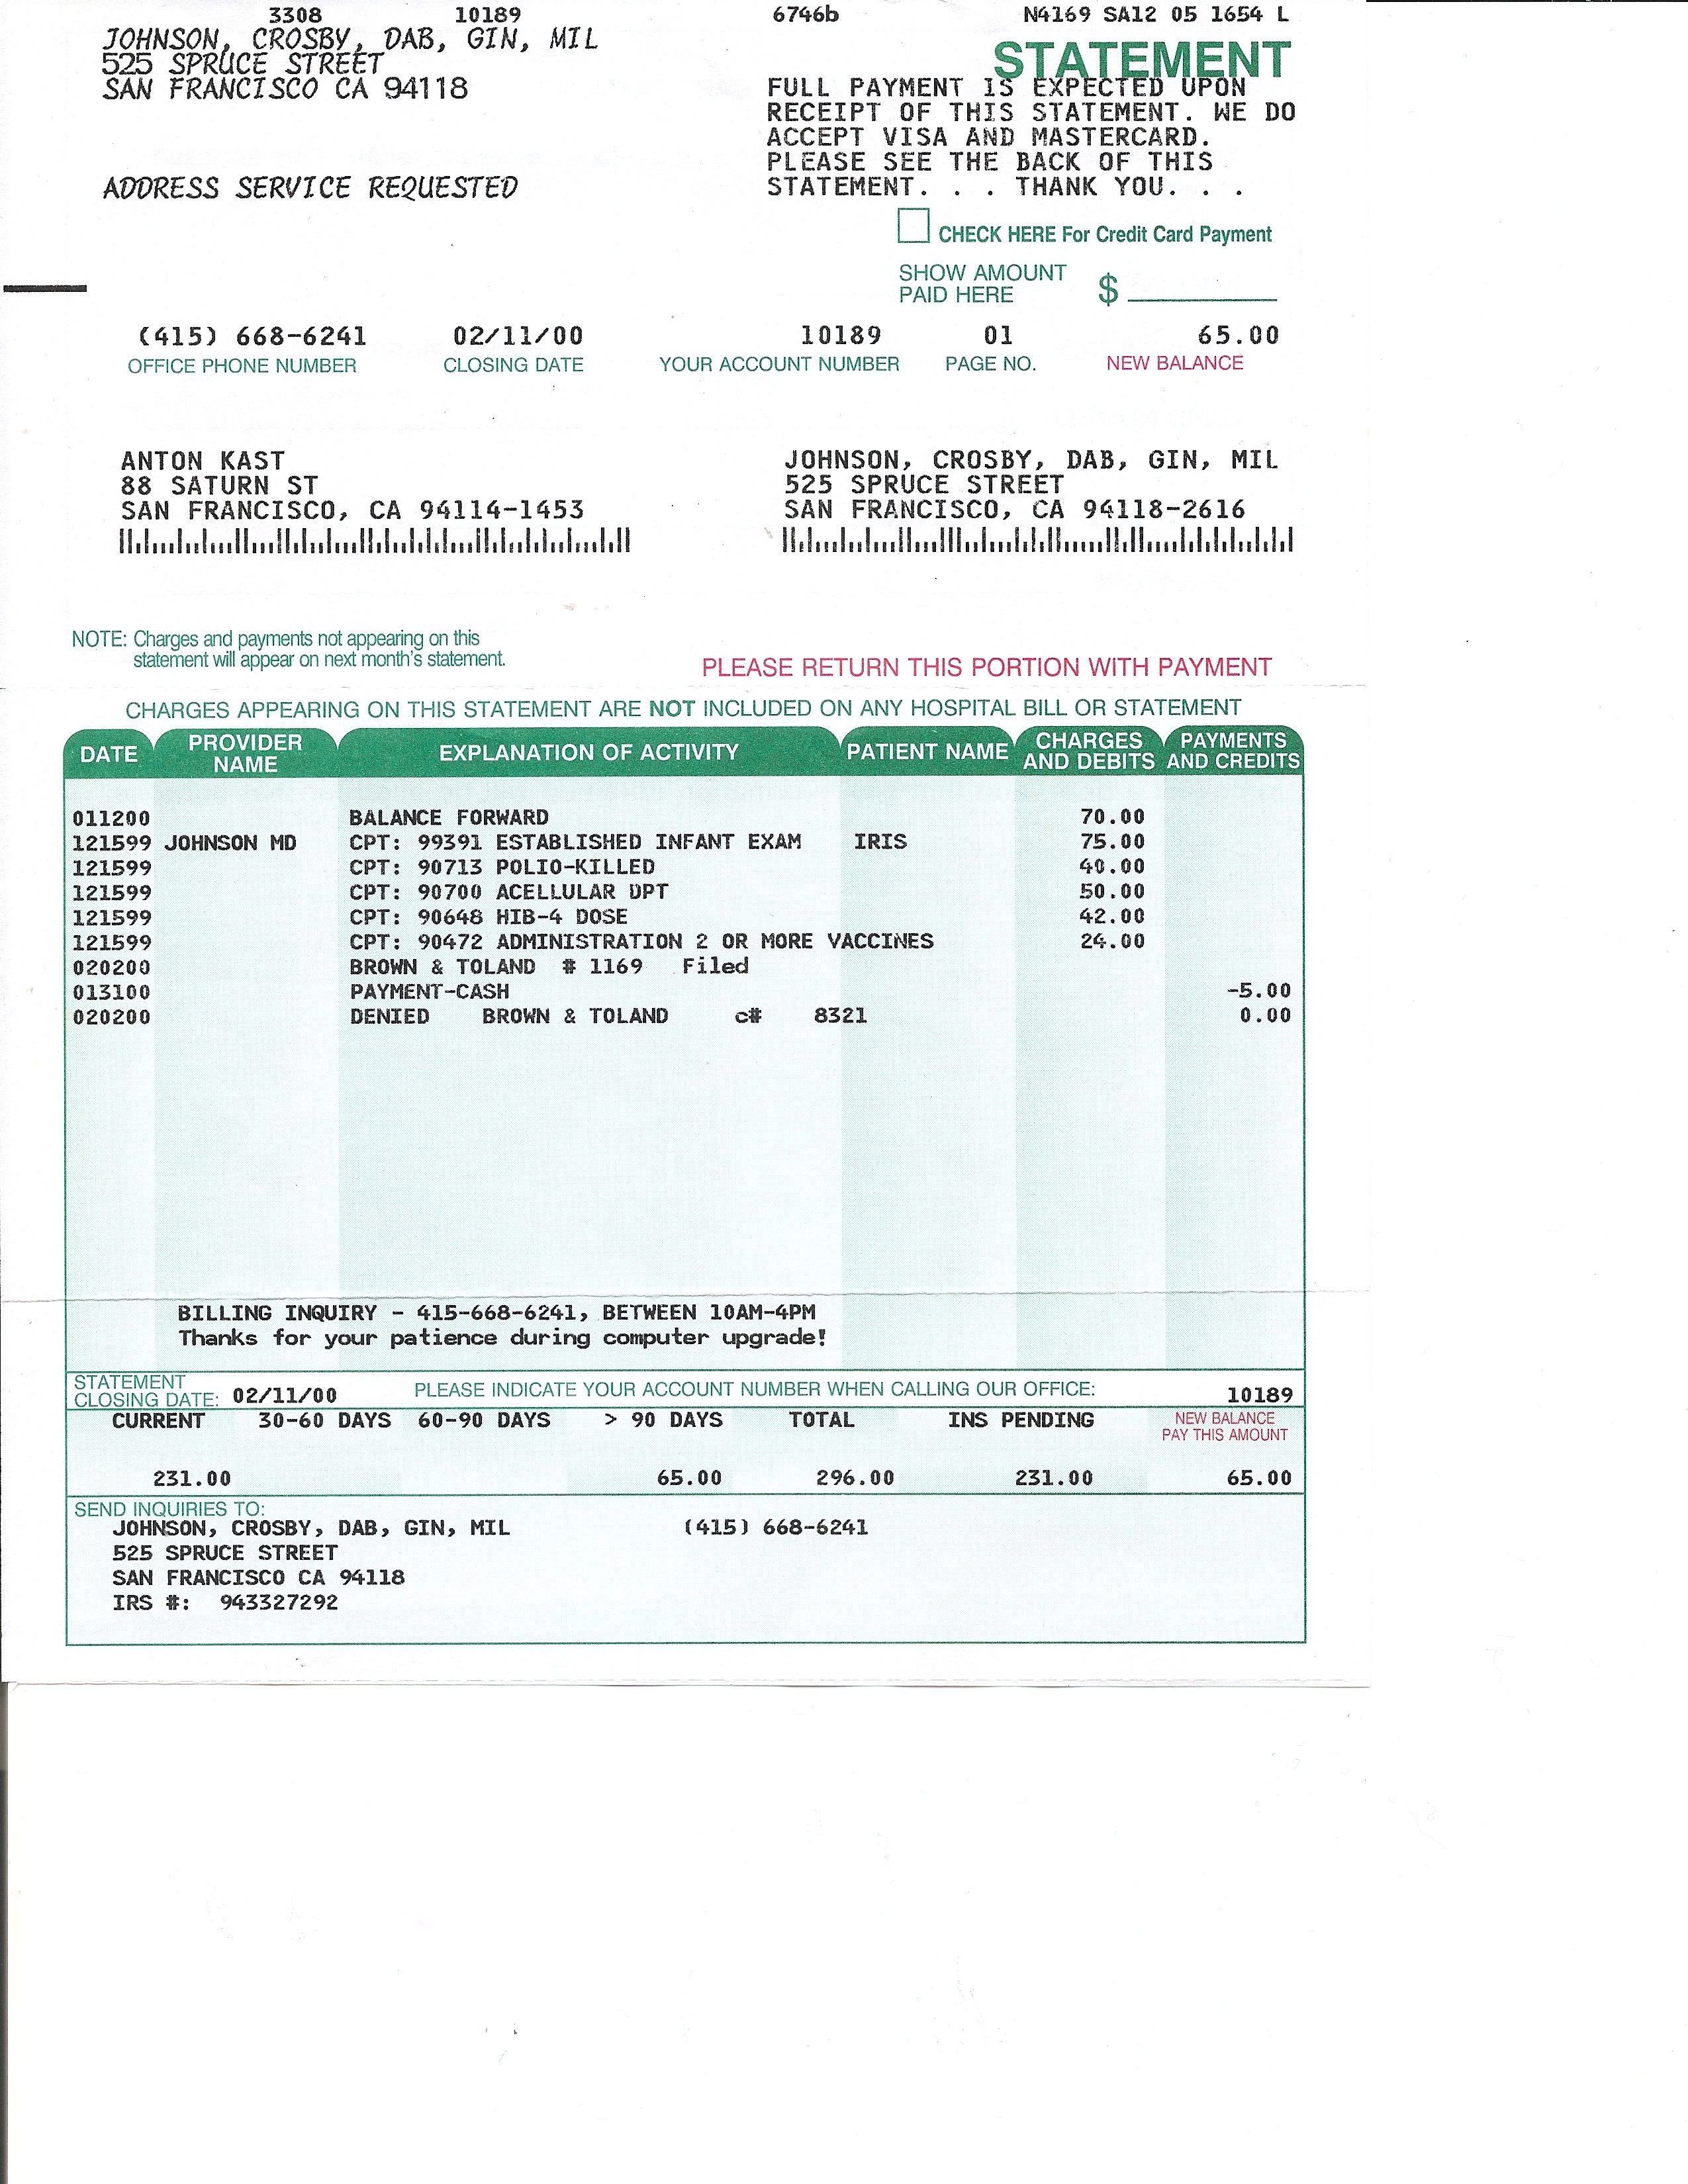 3308 10189 6746b N4169 SA12 05 1654 L
JOHNSON, CROSBY, DAB, GIN, MIL
525 SPRUCE STREET
SAN FRANCISCO CA 94118
ADDRESS SERVICE REQUESTED
STATEMENT
FULL PAYMENT IS EXPECTED UPON
RECEIPT OF THIS STATEMENT. WE DO
ACCEPT VISA AND MASTERCARD.
PLEASE SEE THE BACK OF THIS
STATEMENT. . . THANK YOU. . .
CHECK HERE For Credit Card Payment
SHOW AMOUNT
PAID HERE $
(415) 668-6241 02/11/00 10189 01 65.00
OFFICE PHONE NUMBER CLOSING DATE YOUR ACCOUNT NUMBER PAGE NO. NEW BALANCE
ANTON KAST
88 SATURN ST
SAN FRANCISCO, CA 94114-1453
JOHNSON, CROSBY, DAB, GIN, MIL
525 SPRUCE STREET
SAN FRANCISCO, CA 94118-2616
NOTE: Charges and payments not appearing on this
statement will appear on next month's statement.
PLEASE RETURN THIS PORTION WITH PAYMENT
CHARGES APPEARING ON THIS STATEMENT ARE NOT INCLUDED ON ANY HOSPITAL BILL OR STATEMENT
DATE PROVIDER NAME EXPLANATION OF ACTIVITY PATIENT NAME CHARGES AND DEBITS PAYMENTS AND CREDITS
011200 BALANCE FORWARD 70.00
121599 JOHNSON MD CPT: 99391 ESTABLISHED INFANT EXAM IRIS 75.00
121599 CPT: 90713 POLIO-KILLED 40.00
121599 CPT: 90700 ACELLULAR DPT 50.00
121599 CPT: 90648 HIB-4 DOSE 42.00
121599 CPT: 90472 ADMINISTRATION 2 OR MORE VACCINES 24.00
020200 BROWN & TOLAND # 1169 Filed
013100 PAYMENT-CASH -5.00
020200 DENIED BROWN & TOLAND c# 8321 0.00
BILLING INQUIRY - 415-668-6241, BETWEEN 10AM-4PM
Thanks for your patience during computer upgrade!
STATEMENT
CLOSING DATE: 02/11/00 PLEASE INDICATE YOUR ACCOUNT NUMBER WHEN CALLING OUR OFFICE: 10189
CURRENT 30-60 DAYS 60-90 DAYS > 90 DAYS TOTAL INS PENDING NEW BALANCE
PAY THIS AMOUNT
231.00 65.00 296.00 231.00 65.00
SEND INQUIRIES TO:
JOHNSON, CROSBY, DAB, GIN, MIL (415) 668-6241
525 SPRUCE STREET
SAN FRANCISCO CA 94118
IRS #: 943327292